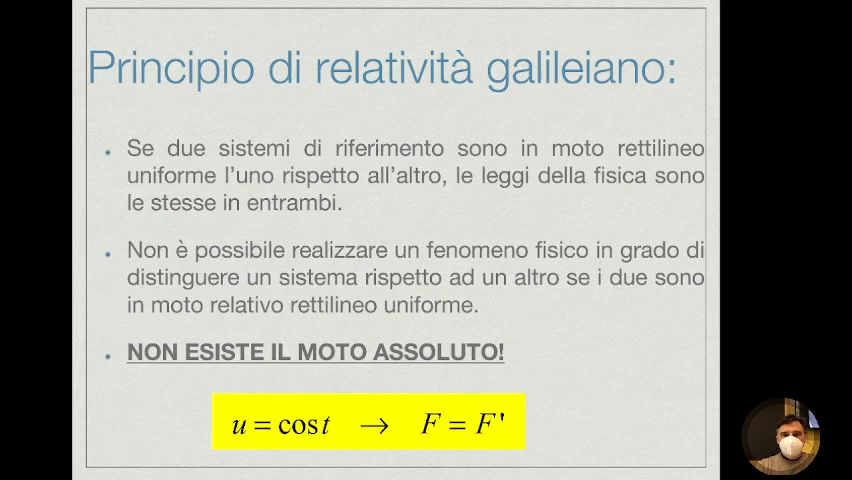 Principio di relatività galileiano:
• Se due sistemi di riferimento sono in moto rettilineo
uniforme l'uno rispetto all'altro, le leggi della fisica sono
le stesse in entrambi.
• Non è possibile realizzare un fenomeno fisico in grado di
distinguere un sistema rispetto ad un altro se i due sono
in moto relativo rettilineo uniforme.
• NON ESISTE IL MOTO ASSOLUTO!
u = cost → F = F'